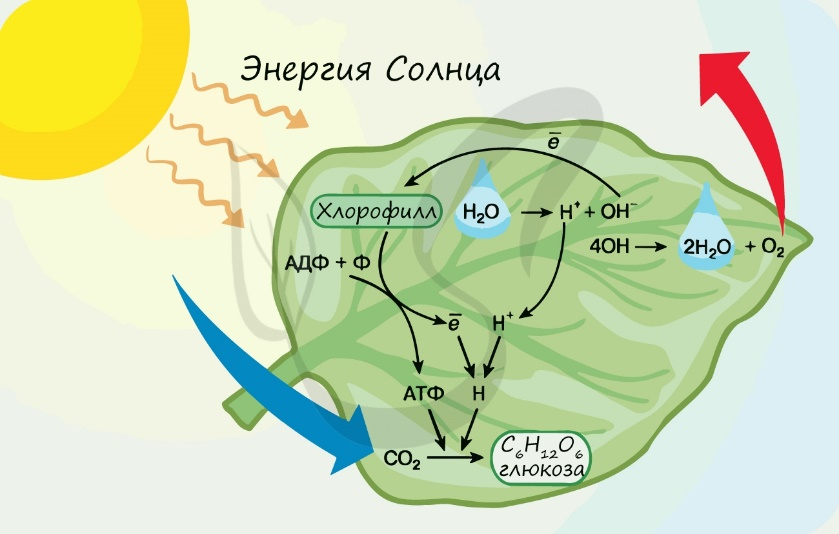 Энергия Солнца
e̅
Хлорофилл H₂O → H⁺ + OH⁻
4OH → 2H₂O + O₂
АДФ + Ф
e̅ H⁺
АТФ H
CO₂ → C₆H₁₂O₆
глюкоза